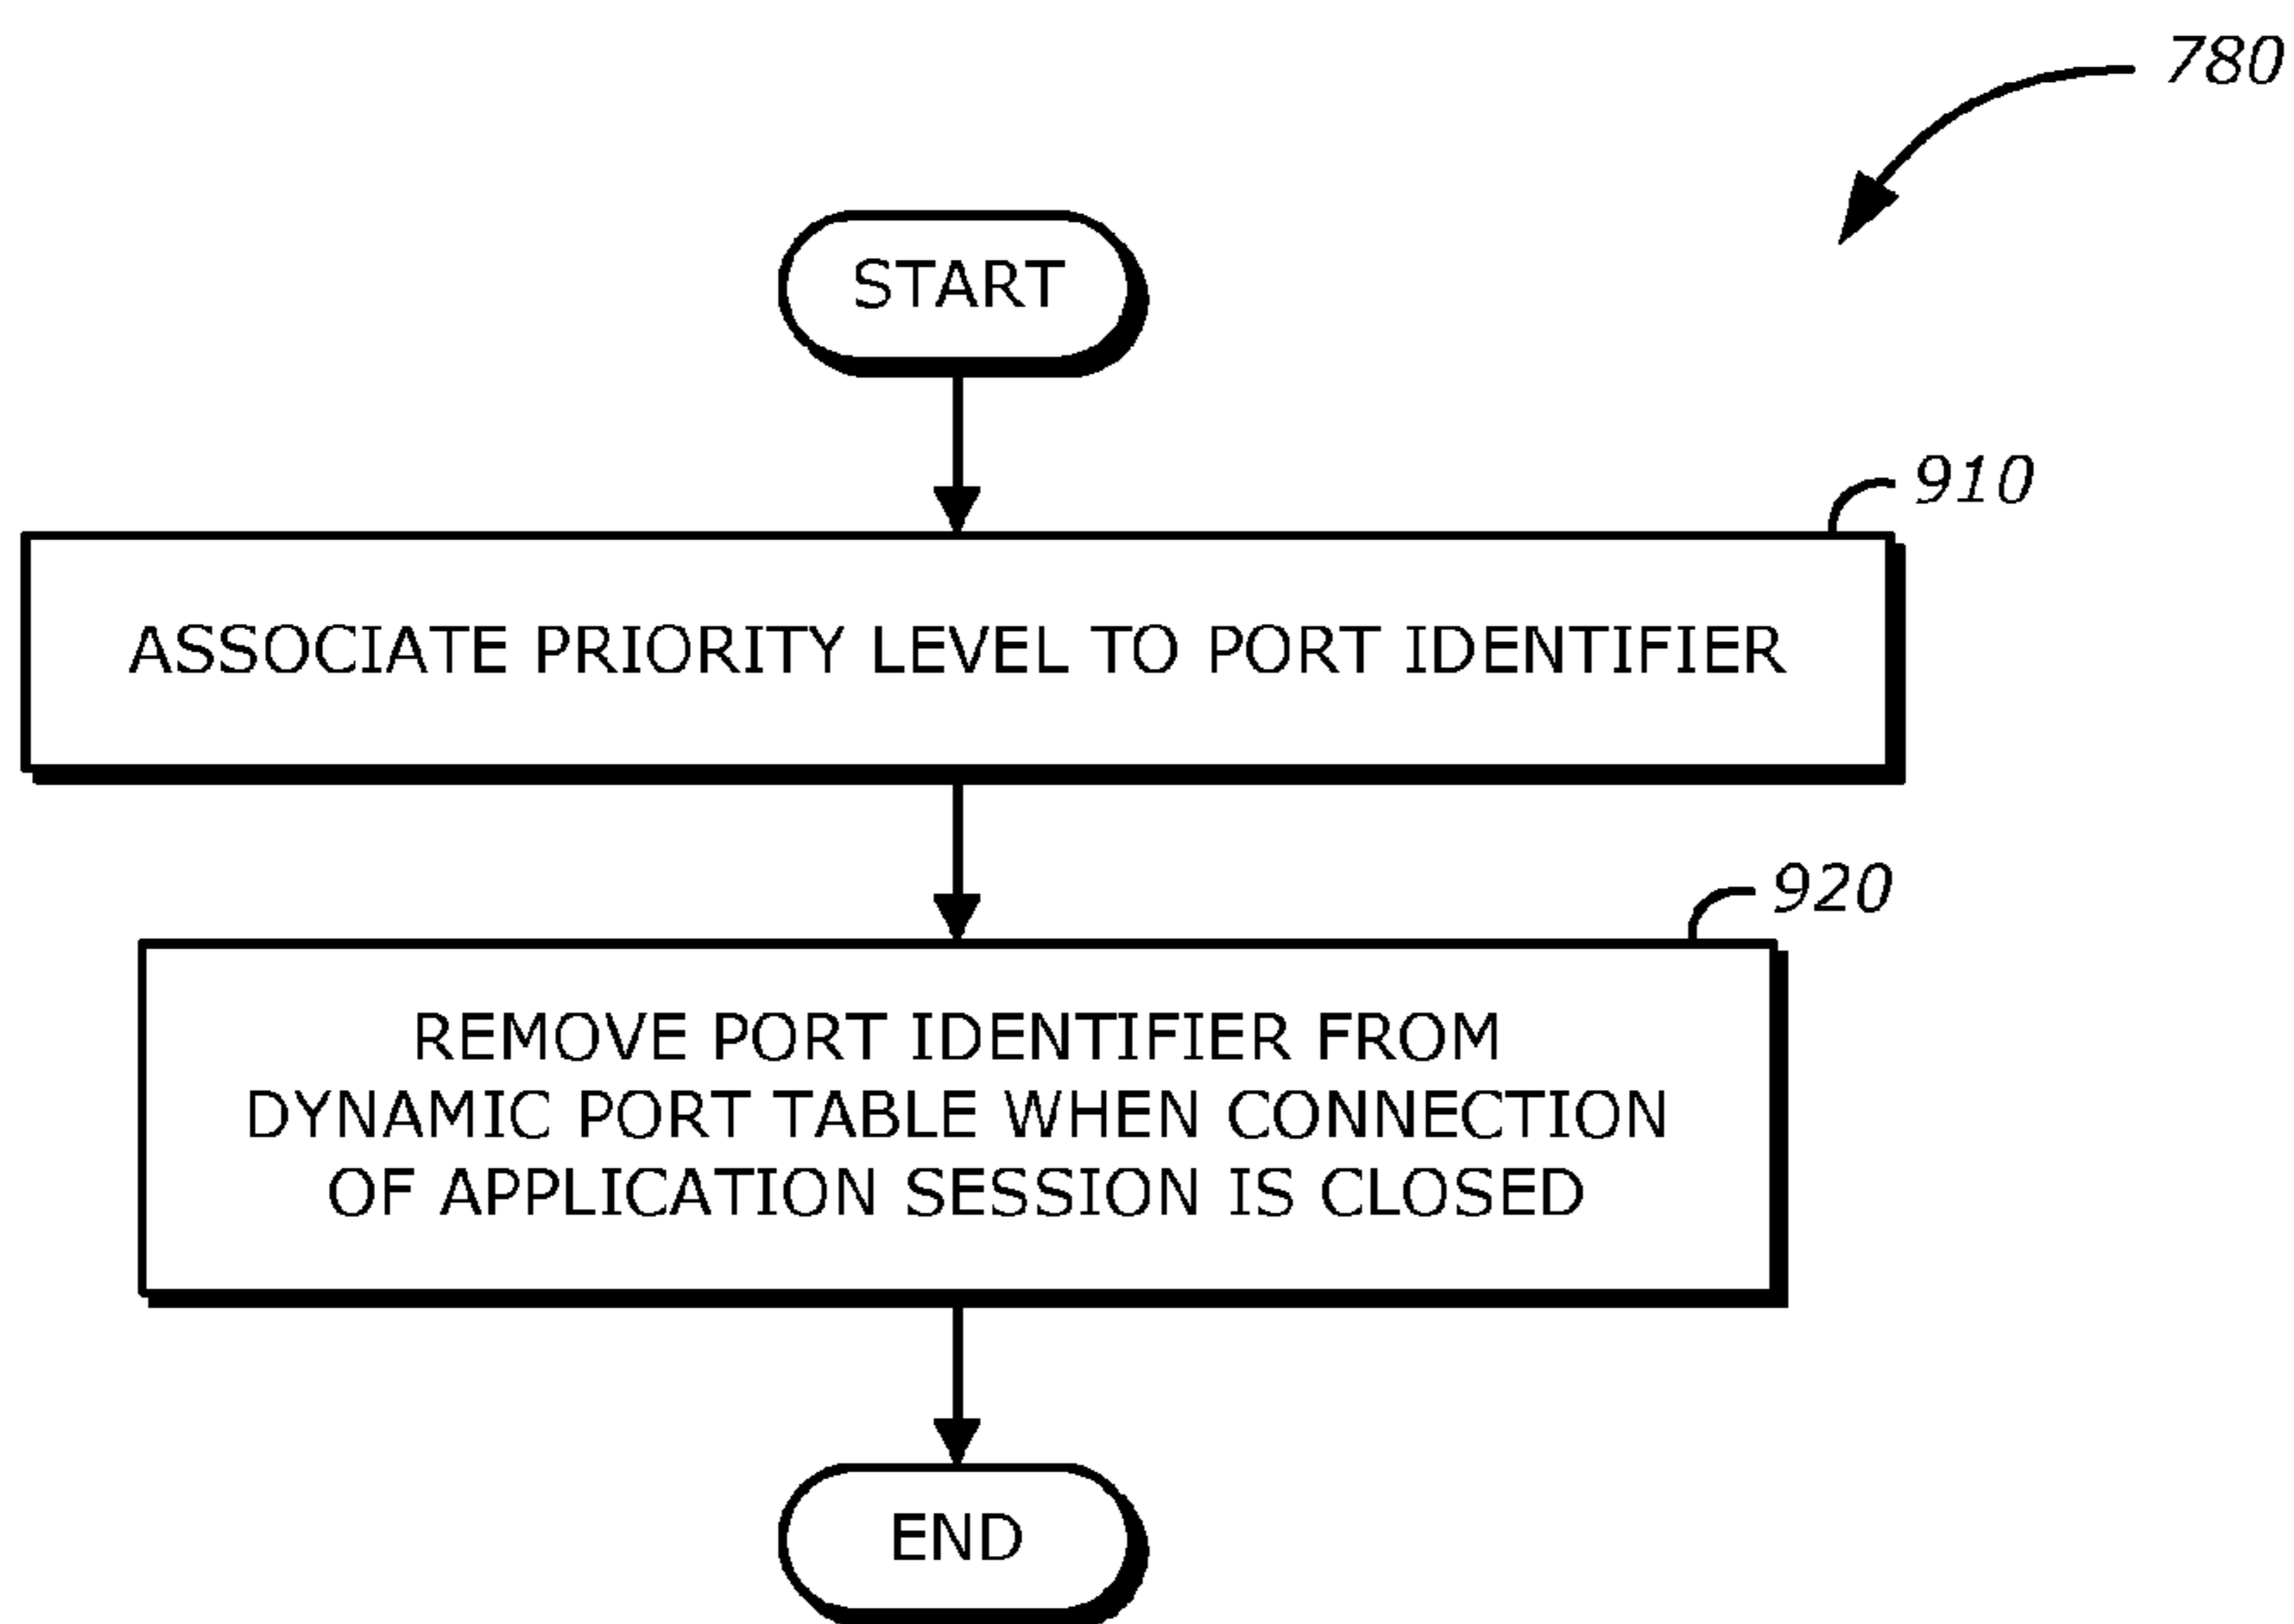 780
START
910
ASSOCIATE PRIORITY LEVEL TO PORT IDENTIFIER
920
REMOVE PORT IDENTIFIER FROM
DYNAMIC PORT TABLE WHEN CONNECTION
OF APPLICATION SESSION IS CLOSED
END